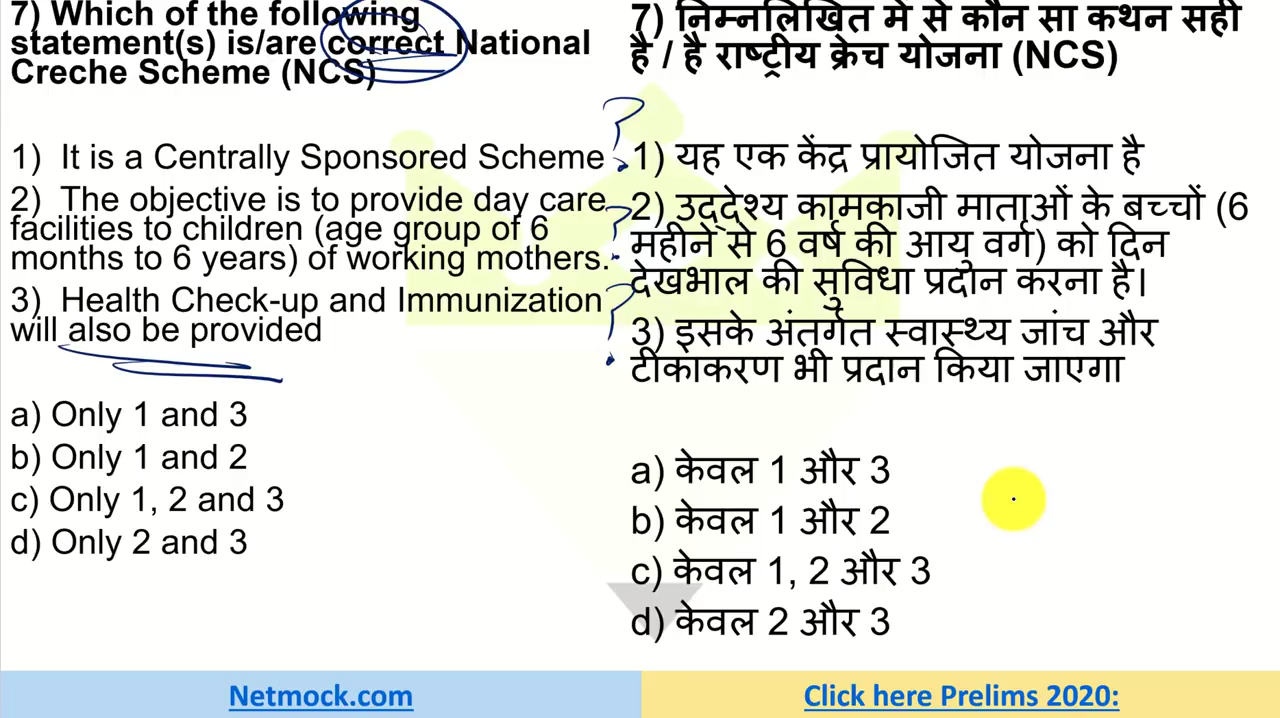 7) Which of the following
statement(s) is/are correct National
Creche Scheme (NCS)
1) It is a Centrally Sponsored Scheme
2) The objective is to provide day care
facilities to children (age group of 6
months to 6 years) of working mothers.
3) Health Check-up and Immunization
will also be provided
a) Only 1 and 3
b) Only 1 and 2
c) Only 1, 2 and 3
d) Only 2 and 3
7) निम्नलिखित में से कौन सा कथन सही
है / है राष्ट्रीय क्रेच योजना (NCS)
1) यह एक केंद्र प्रायोजित योजना है
2) उद्देश्य कामकाजी माताओं के बच्चों (6
महीने से 6 वर्ष की आयु वर्ग) को दिन
देखभाल की सुविधा प्रदान करना है।
3) इसके अंतर्गत स्वास्थ्य जांच और
टीकाकरण भी प्रदान किया जाएगा
a) केवल 1 और 3
b) केवल 1 और 2
c) केवल 1, 2 और 3
d) केवल 2 और 3
Netmock.com
Click here Prelims 2020: